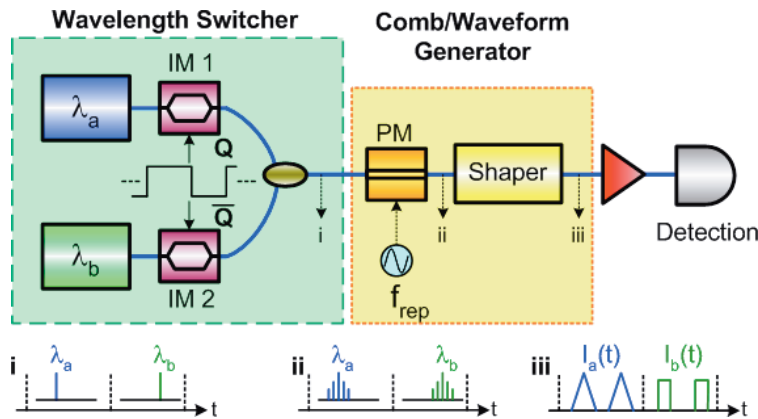 Wavelength Switcher
Comb/Waveform
Generator
IM 1
λa
Q
Q̅
λb
IM 2
i
PM
frep
Shaper
ii
iii
Detection
i
λa
λb
t
ii
λa
λb
t
iii
Ia(t)
Ib(t)
t